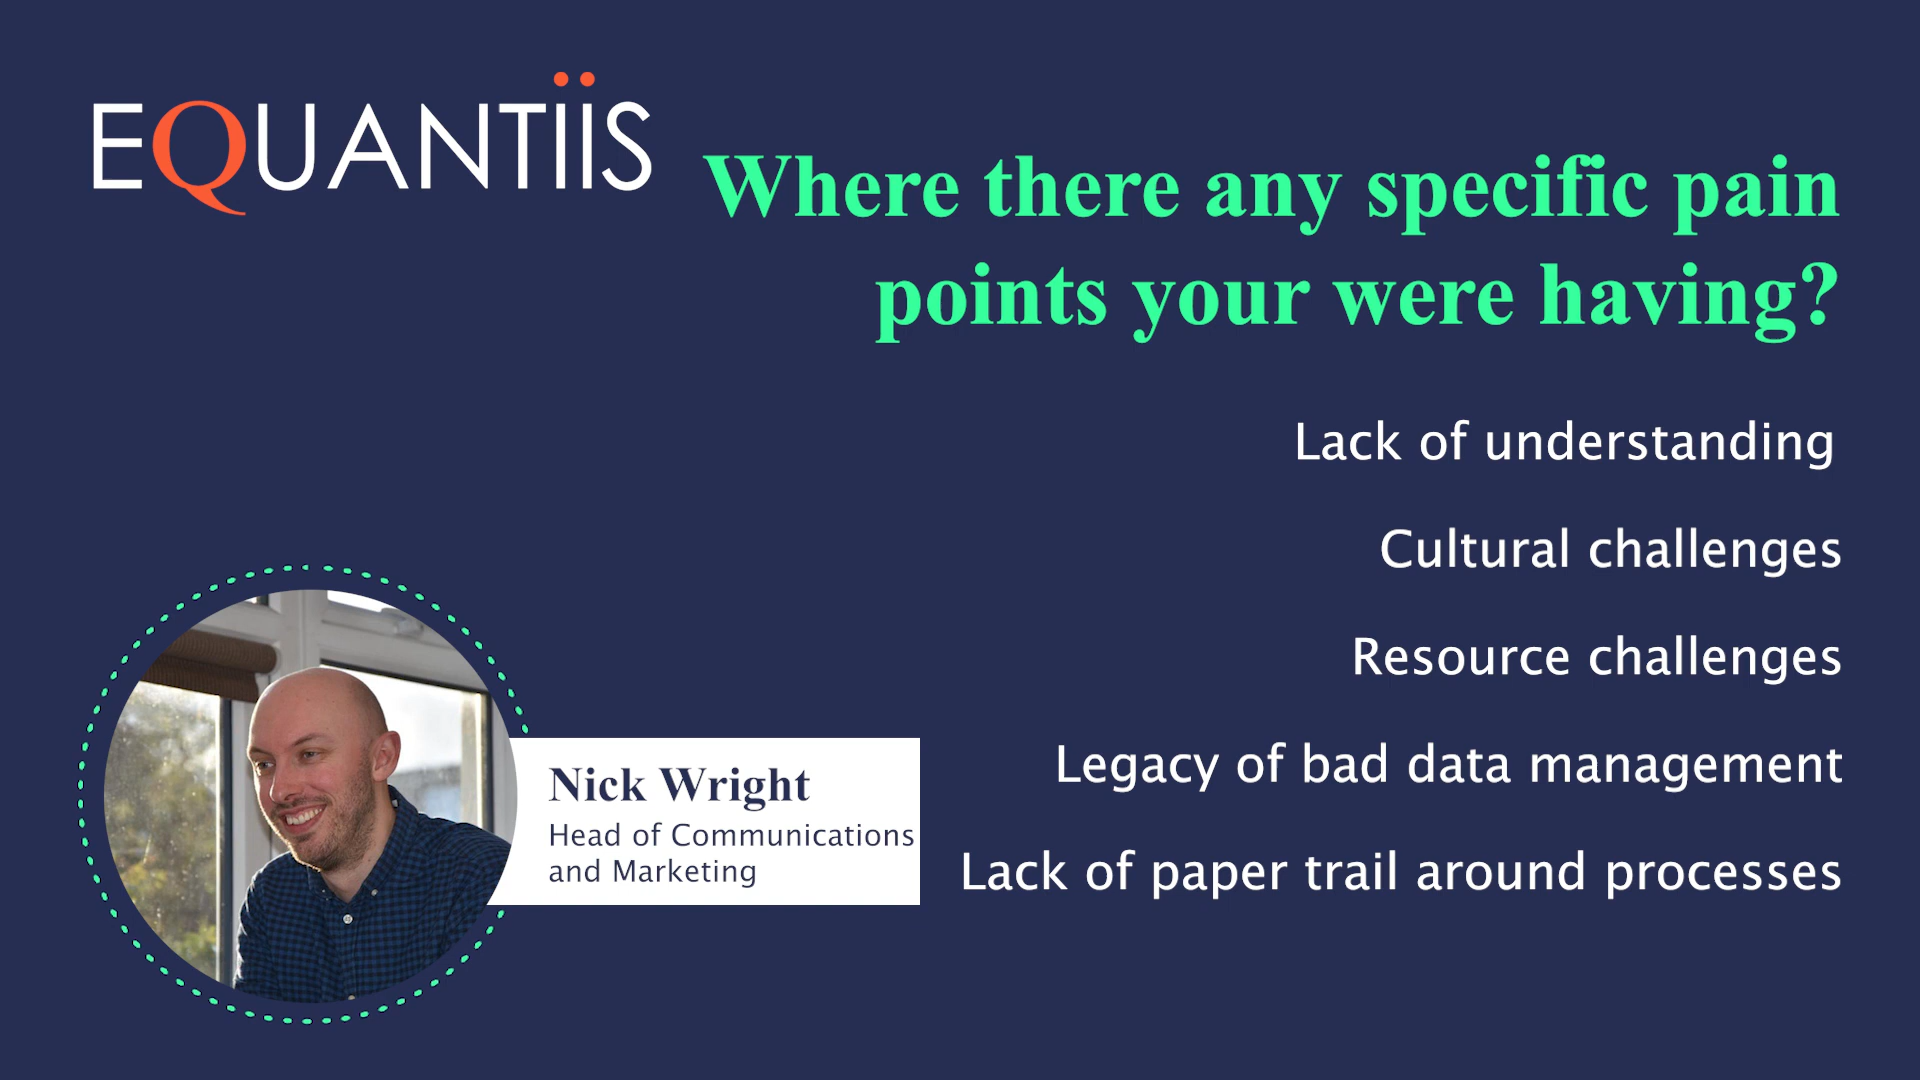 EQUANTIIS
Where there any specific pain
points your were having?
Lack of understanding
Cultural challenges
Resource challenges
Legacy of bad data management
Lack of paper trail around processes
Nick Wright
Head of Communications
and Marketing